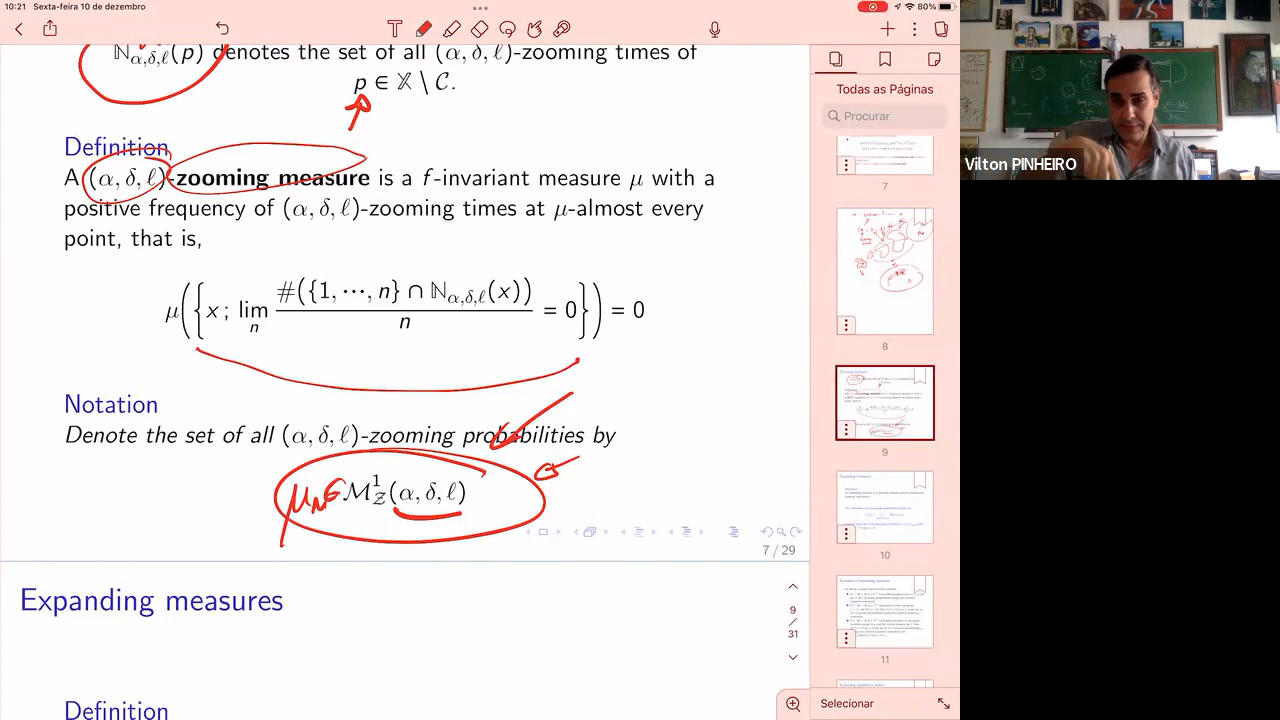 10:21 Sexta-feira 10 de dezembro
80%
ℕ_{α,δ,ℓ}(p) denotes the set of all (α, δ, ℓ)-zooming times of
p ∈ 𝕏 \ 𝒞.
Definition
A (α, δ, ℓ)-zooming measure is a f-invariant measure μ with a
positive frequency of (α, δ, ℓ)-zooming times at μ-almost every
point, that is,
μ({x ; lim_n #({1, ⋯, n} ∩ ℕ_{α,δ,ℓ}(x)) / n = 0}) = 0
Notation
Denote the set of all (α, δ, ℓ)-zooming probabilities by
ℳ^1_𝒵(α, δ, ℓ)
7 / 29
Expanding measures
Definition
9
/
31
Todas as Páginas
Procurar
7
8
9
10
11
Selecionar
Vilton PINHEIRO